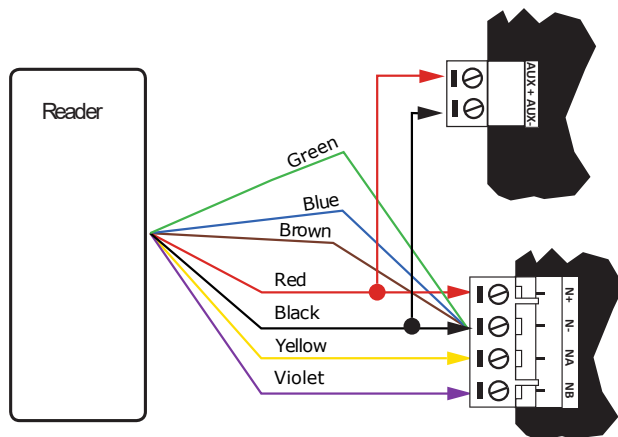 Reader
AUX + AUX-
Green
Blue
Brown
Red
Black
Yellow
Violet
N+
N-
NA
NB